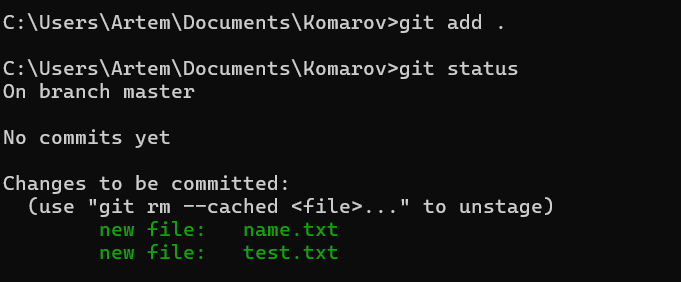 C:\Users\Artem\Documents\Komarov>git add .
C:\Users\Artem\Documents\Komarov>git status
On branch master
No commits yet
Changes to be committed:
  (use "git rm --cached <file>..." to unstage)
        new file:   name.txt
        new file:   test.txt